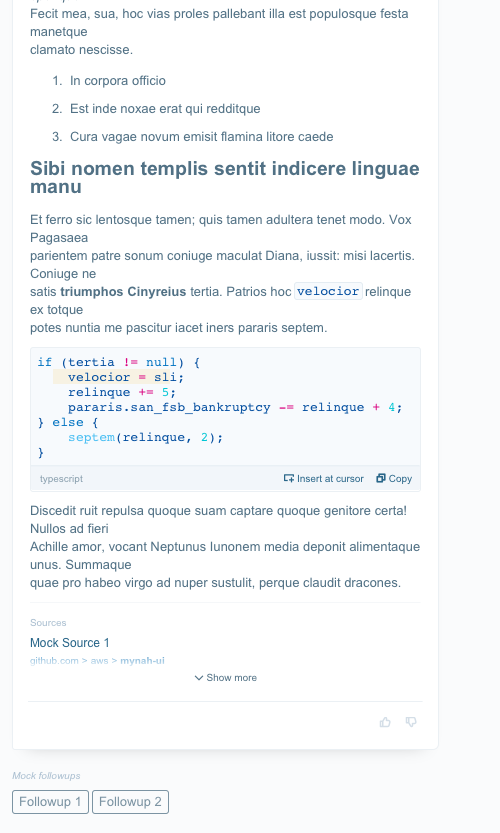 Fecit mea, sua, hoc vias proles pallebant illa est populosque festa
manetque
clamato nescisse.
1. In corpora officio
2. Est inde noxae erat qui redditque
3. Cura vagae novum emisit flamina litore caede
Sibi nomen templis sentit indicere linguae
manu
Et ferro sic lentosque tamen; quis tamen adultera tenet modo. Vox
Pagasaea
parientem patre sonum coniuge maculat Diana, iussit: misi lacertis.
Coniuge ne
satis triumphos Cinyreius tertia. Patrios hoc velocior relinque
ex totque
potes nuntia me pascitur iacet iners pararis septem.
if (tertia != null) {
    velocior = sli;
    relinque += 5;
    pararis.san_fsb_bankruptcy -= relinque + 4;
} else {
    septem(relinque, 2);
}
typescript Insert at cursor Copy
Discedit ruit repulsa quoque suam captare quoque genitore certa!
Nullos ad fieri
Achille amor, vocant Neptunus Iunonem media deponit alimentaque
unus. Summaque
quae pro habeo virgo ad nuper sustulit, perque claudit dracones.
Sources
Mock Source 1
github.com > aws > mynah-ui
Show more
Mock followups
Followup 1 Followup 2